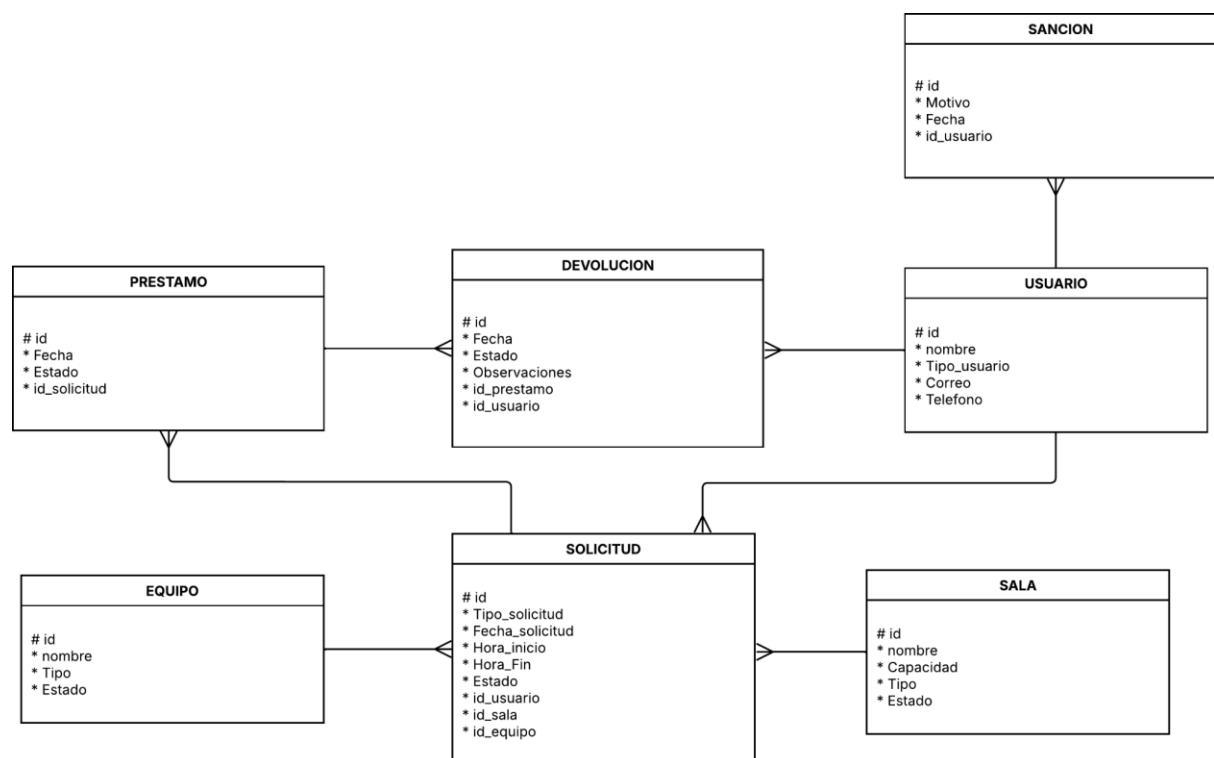 SANCION
# id
* Motivo
* Fecha
* id_usuario
PRESTAMO
# id
* Fecha
* Estado
* id_solicitud
DEVOLUCION
# id
* Fecha
* Estado
* Observaciones
* id_prestamo
* id_usuario
USUARIO
# id
* nombre
* Tipo_usuario
* Correo
* Telefono
EQUIPO
# id
* nombre
* Tipo
* Estado
SOLICITUD
# id
* Tipo_solicitud
* Fecha_solicitud
* Hora_inicio
* Hora_Fin
* Estado
* id_usuario
* id_sala
* id_equipo
SALA
# id
* nombre
* Capacidad
* Tipo
* Estado